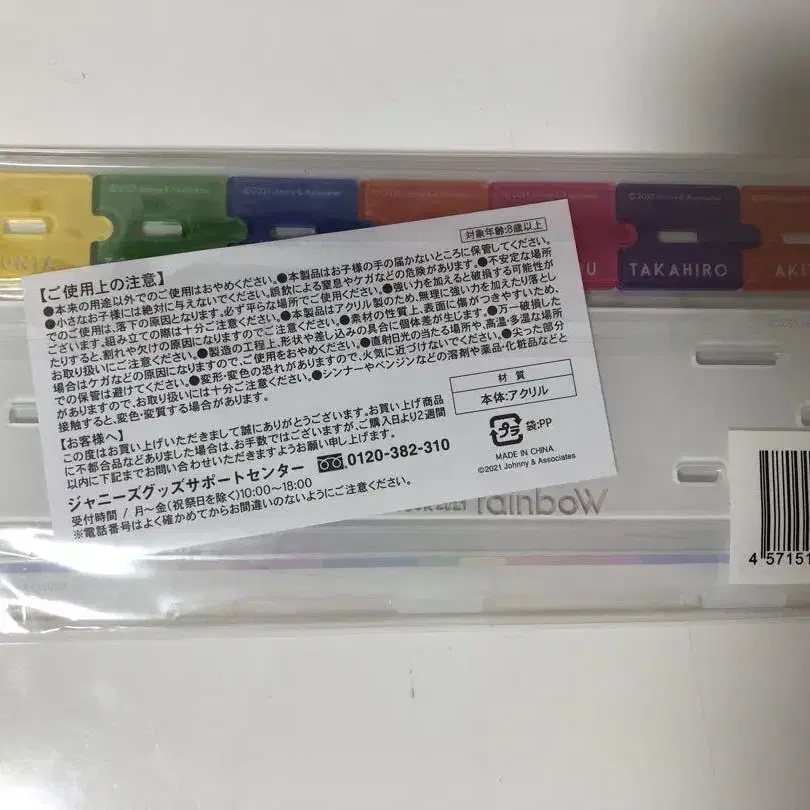 ©2021 Johnny & Associates
©2021 Johnny & Associates
TAKAHIRO
AKI
対象年齢:8歳以上
【ご使用上の注意】
●本来の用途以外でのご使用はおやめください。●本製品はお子様の手の届かないところに保管してください。
●小さなお子様には絶対に与えないでください。誤飲による窒息やケガなどの危険があります。●不安定な場所
でのご使用は、落下の原因となります。必ず平らな場所でご使用ください。●強い力を加えると破損する可能性が
ございます。組み立ての際は十分ご注意ください。●本製品はアクリル製のため、無理に強い力を加えたり落とし
たりすると、割れや欠けの原因になりますのでご注意ください。●素材の性質上、表面に傷がつきやすいため、
お取り扱いにご注意ください。●製造の工程上、形状や差し込みの具合に個体差が生じます。●万一破損した
場合はケガなどの原因になりますので、ご使用をおやめください。●直射日光の当たる場所や、高温・多湿な場所
での保管は避けてください。●変形・変色の恐れがありますので、火気に近づけないでください。●尖った部分
がありますので、お取り扱いには十分ご注意ください。●シンナーやベンジンなどの溶剤や薬品・化粧品などと
接触すると、変色・変質する場合があります。
【お客様へ】
この度はお買い上げいただきまして誠にありがとうございます。お買い上げ商品
に不都合品などありました場合は、お手数ではございますが、ご購入日より2週間
以内に下記までお問い合わせいただきますようお願い申し上げます。
ジャニーズグッズサポートセンター 0120-382-310
受付時間 / 月～金(祝祭日を除く)10:00～18:00
※電話番号はよく確かめてからお間違いのないようにご注意ください。
材 質
本体:アクリル
プラ 袋:PP
MADE IN CHINA
©2021 Johnny & Associates
rainboW
4 57151